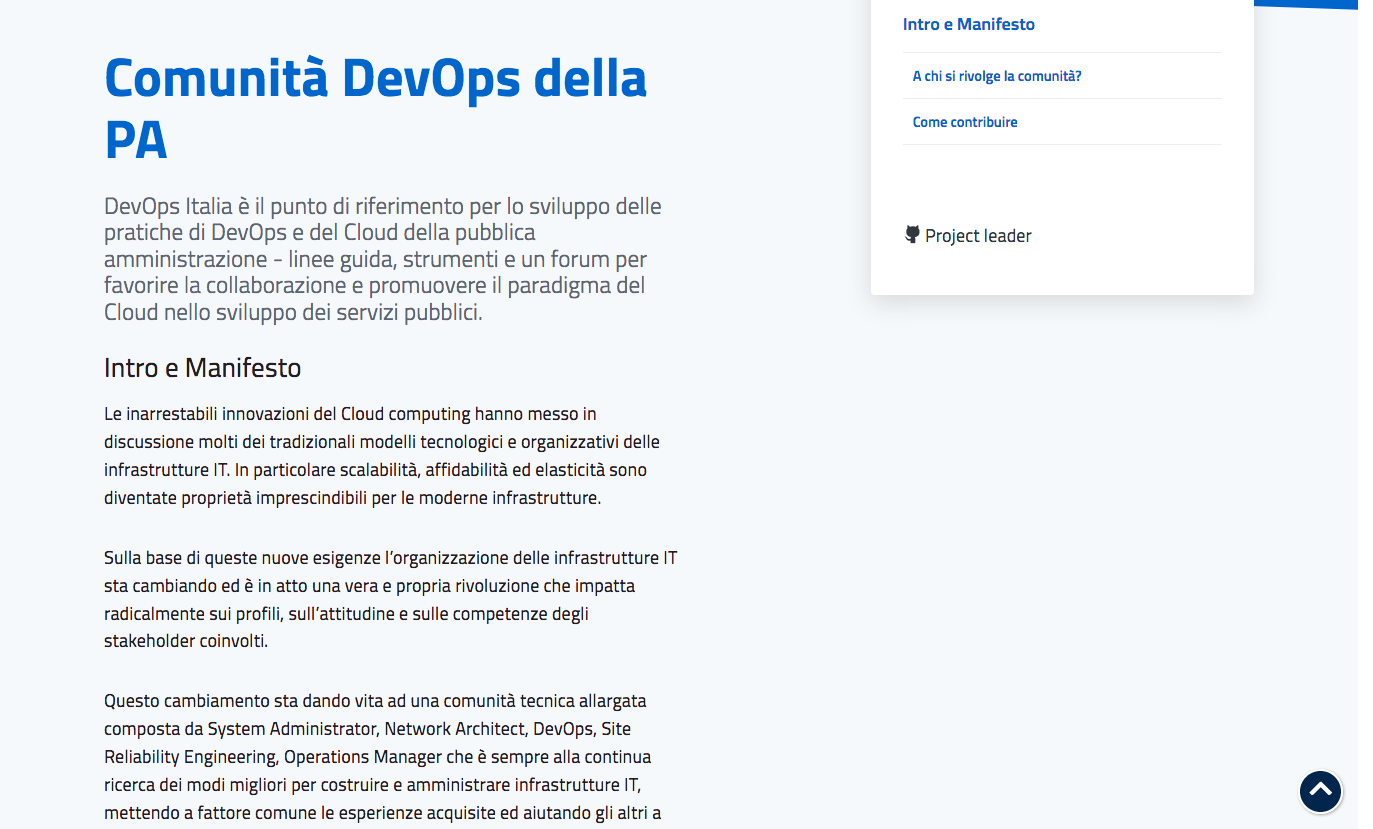 Comunità DevOps della
PA
DevOps Italia è il punto di riferimento per lo sviluppo delle
pratiche di DevOps e del Cloud della pubblica
amministrazione - linee guida, strumenti e un forum per
favorire la collaborazione e promuovere il paradigma del
Cloud nello sviluppo dei servizi pubblici.
Intro e Manifesto
Le inarrestabili innovazioni del Cloud computing hanno messo in
discussione molti dei tradizionali modelli tecnologici e organizzativi delle
infrastrutture IT. In particolare scalabilità, affidabilità ed elasticità sono
diventate proprietà imprescindibili per le moderne infrastrutture.
Sulla base di queste nuove esigenze l’organizzazione delle infrastrutture IT
sta cambiando ed è in atto una vera e propria rivoluzione che impatta
radicalmente sui profili, sull’attitudine e sulle competenze degli
stakeholder coinvolti.
Questo cambiamento sta dando vita ad una comunità tecnica allargata
composta da System Administrator, Network Architect, DevOps, Site
Reliability Engineering, Operations Manager che è sempre alla continua
ricerca dei modi migliori per costruire e amministrare infrastrutture IT,
mettendo a fattore comune le esperienze acquisite ed aiutando gli altri a
Intro e Manifesto
A chi si rivolge la comunità?
Come contribuire
Project leader